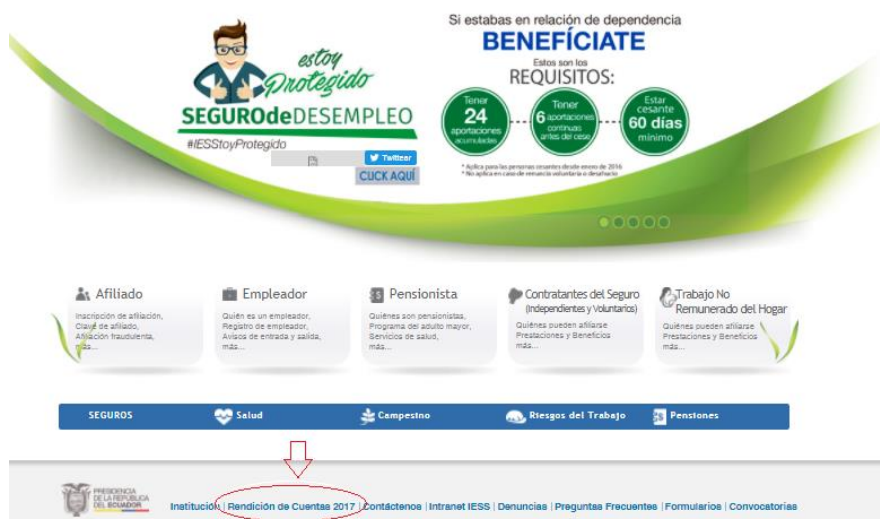 estoy
Protegido
SEGUROdeDESEMPLEO
#IESStoyProtegido
Twittear
CLICK AQUÍ
Si estabas en relación de dependencia
BENEFÍCIATE
Estos son los
REQUISITOS:
Tener
24
aportaciones
acumuladas
Tener
6 aportaciones
continuas
antes del cese
Estar
cesante
60 días
mínimo
* Aplica para las personas cesantes desde enero de 2016
* No aplica en caso de renuncia voluntaria o desahucio
Afiliado
Inscripción de afiliación,
Clave de afiliado,
Afiliación fraudulenta,
más...
Empleador
Quién es un empleador,
Registro de empleador,
Avisos de entrada y salida,
más...
Pensionista
Quiénes son pensionistas,
Programa del adulto mayor,
Servicios de salud,
más...
Contratantes del Seguro
(Independientes y Voluntarios)
Quiénes pueden afiliarse
Prestaciones y Beneficios
más...
Trabajo No
Remunerado del Hogar
Quiénes pueden afiliarse
Prestaciones y Beneficios
más...
SEGUROS Salud Campesino Riesgos del Trabajo Pensiones
PRESIDENCIA
DE LA REPÚBLICA
DEL ECUADOR
Institución | Rendición de Cuentas 2017 | Contáctenos | Intranet IESS | Denuncias | Preguntas Frecuentes | Formularios | Convocatorias